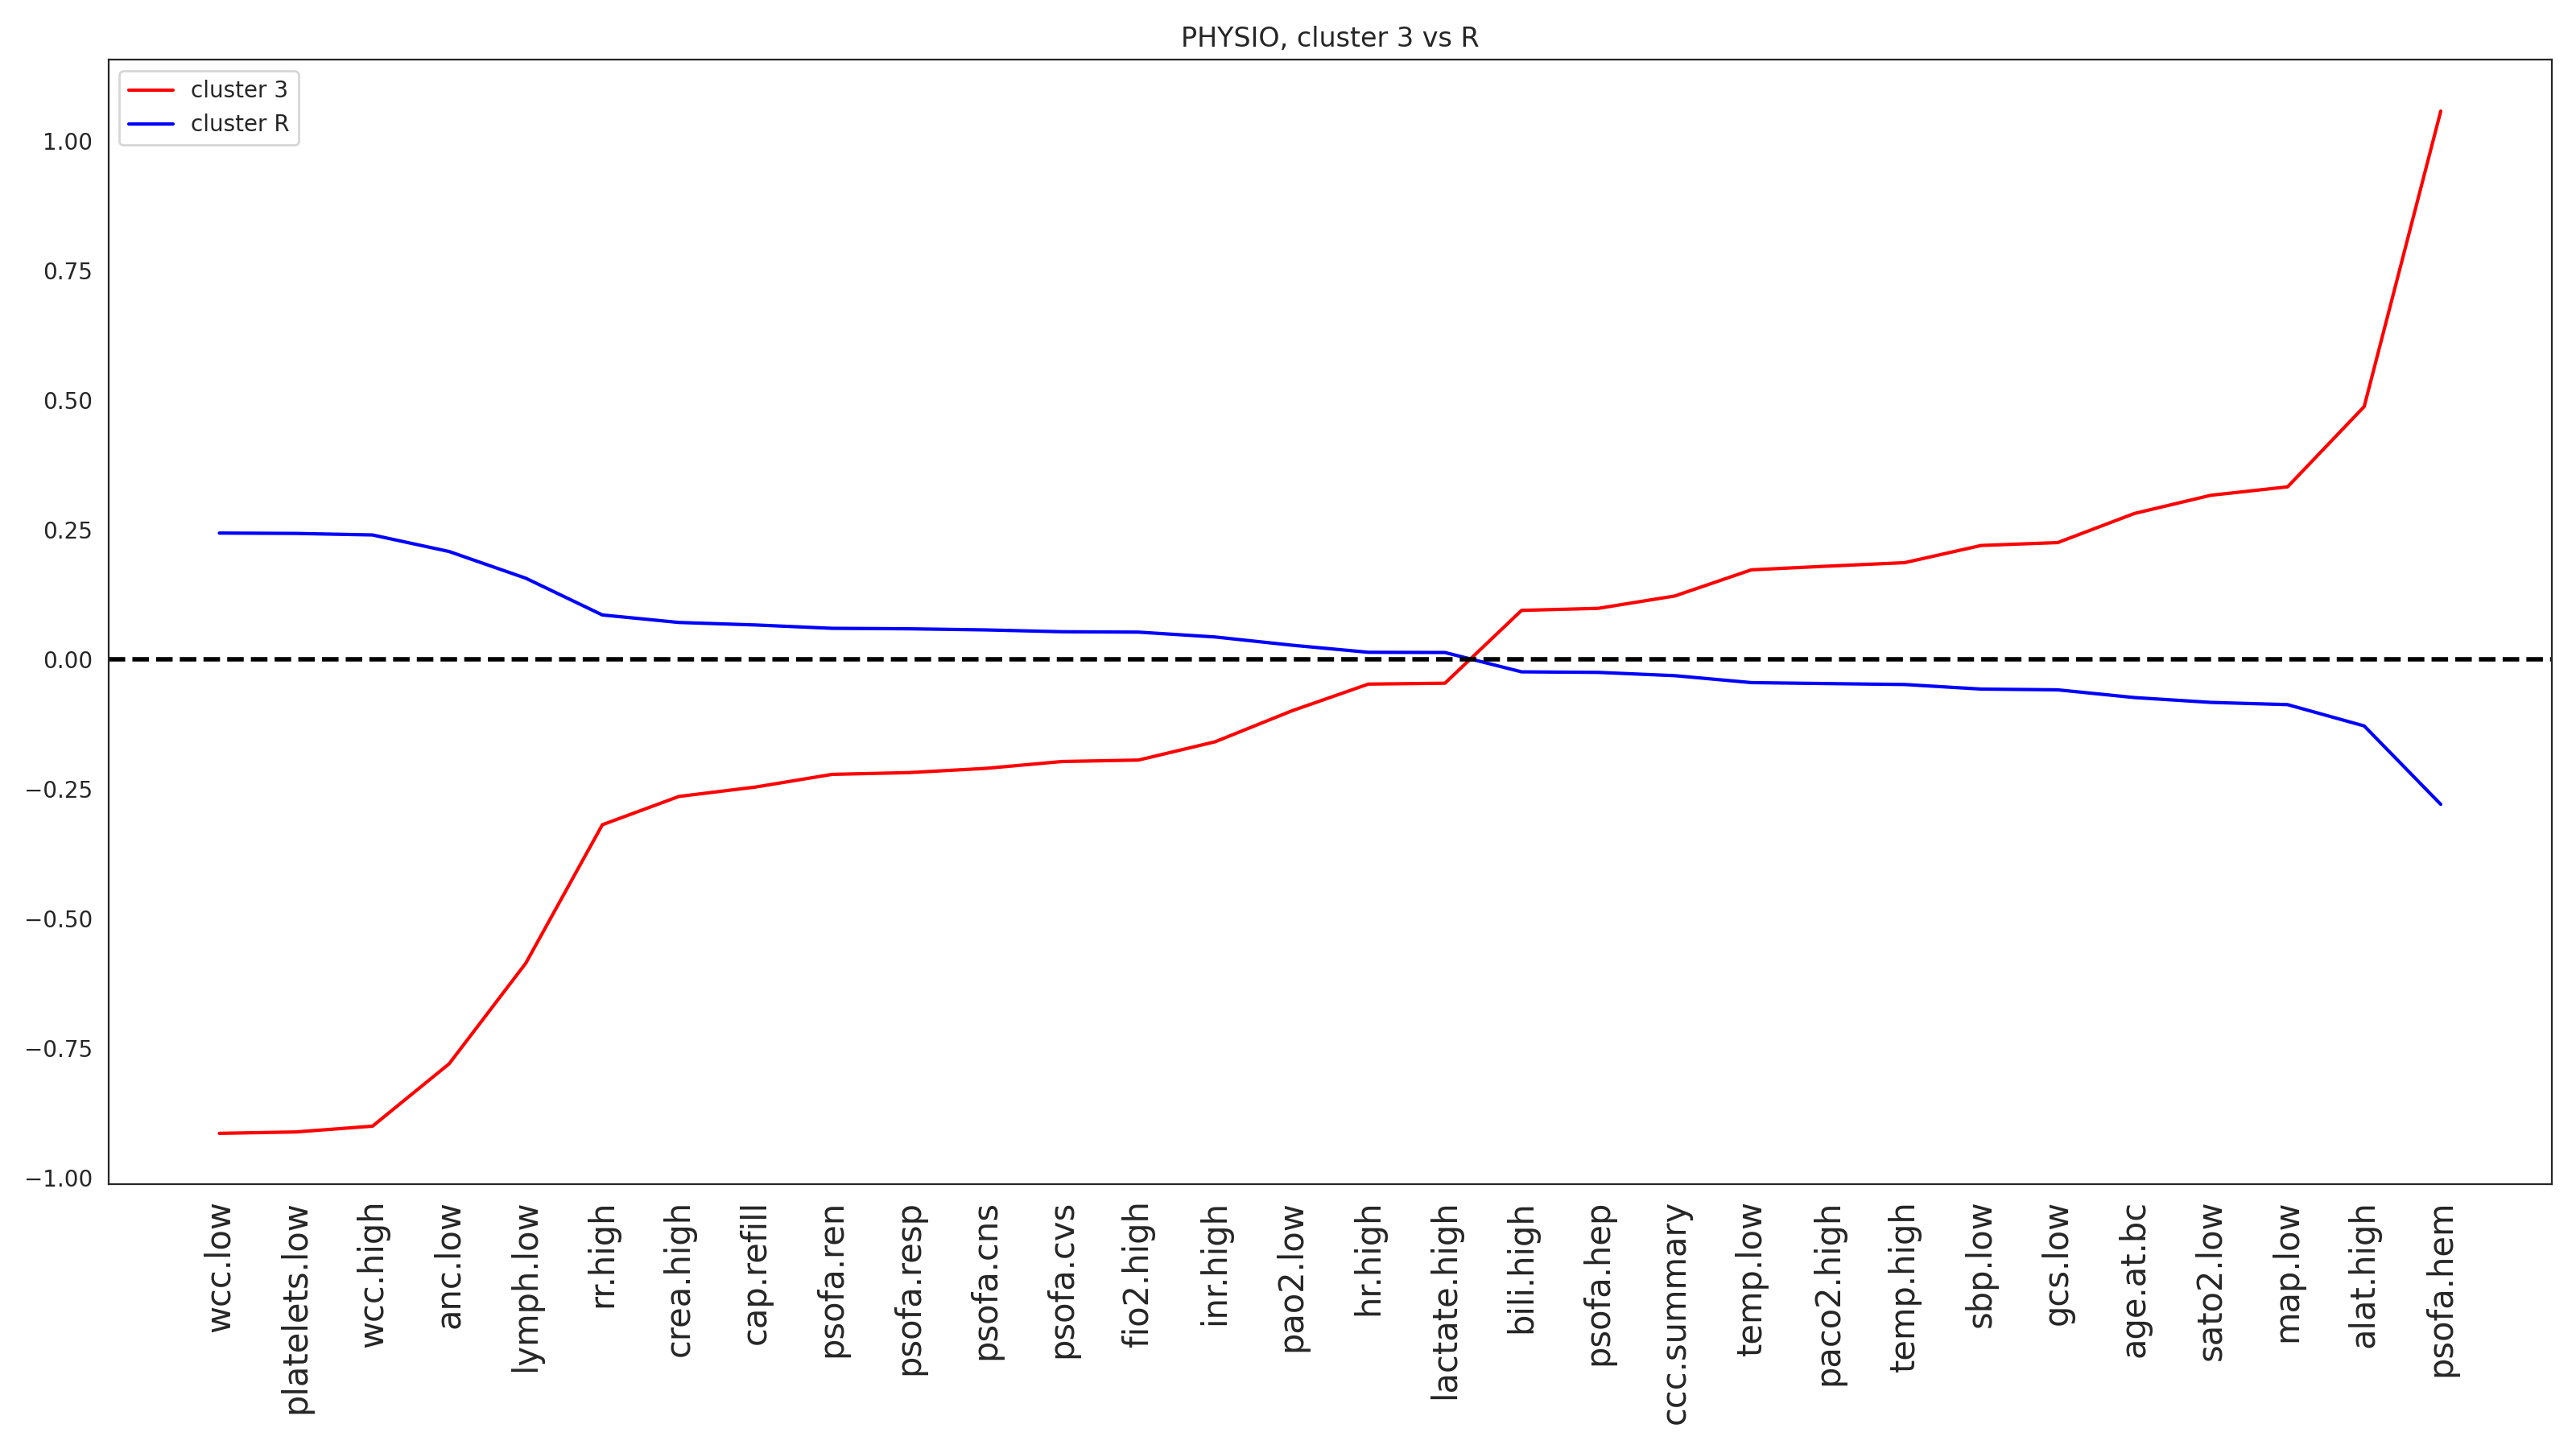 PHYSIO, cluster 3 vs R
cluster 3
cluster R
1.00
0.75
0.50
0.25
0.00
−0.25
−0.50
−0.75
−1.00
wcc.low
platelets.low
wcc.high
anc.low
lymph.low
rr.high
crea.high
cap.refill
psofa.ren
psofa.resp
psofa.cns
psofa.cvs
fio2.high
inr.high
pao2.low
hr.high
lactate.high
bili.high
psofa.hep
ccc.summary
temp.low
paco2.high
temp.high
sbp.low
gcs.low
age.at.bc
sato2.low
map.low
alat.high
psofa.hem